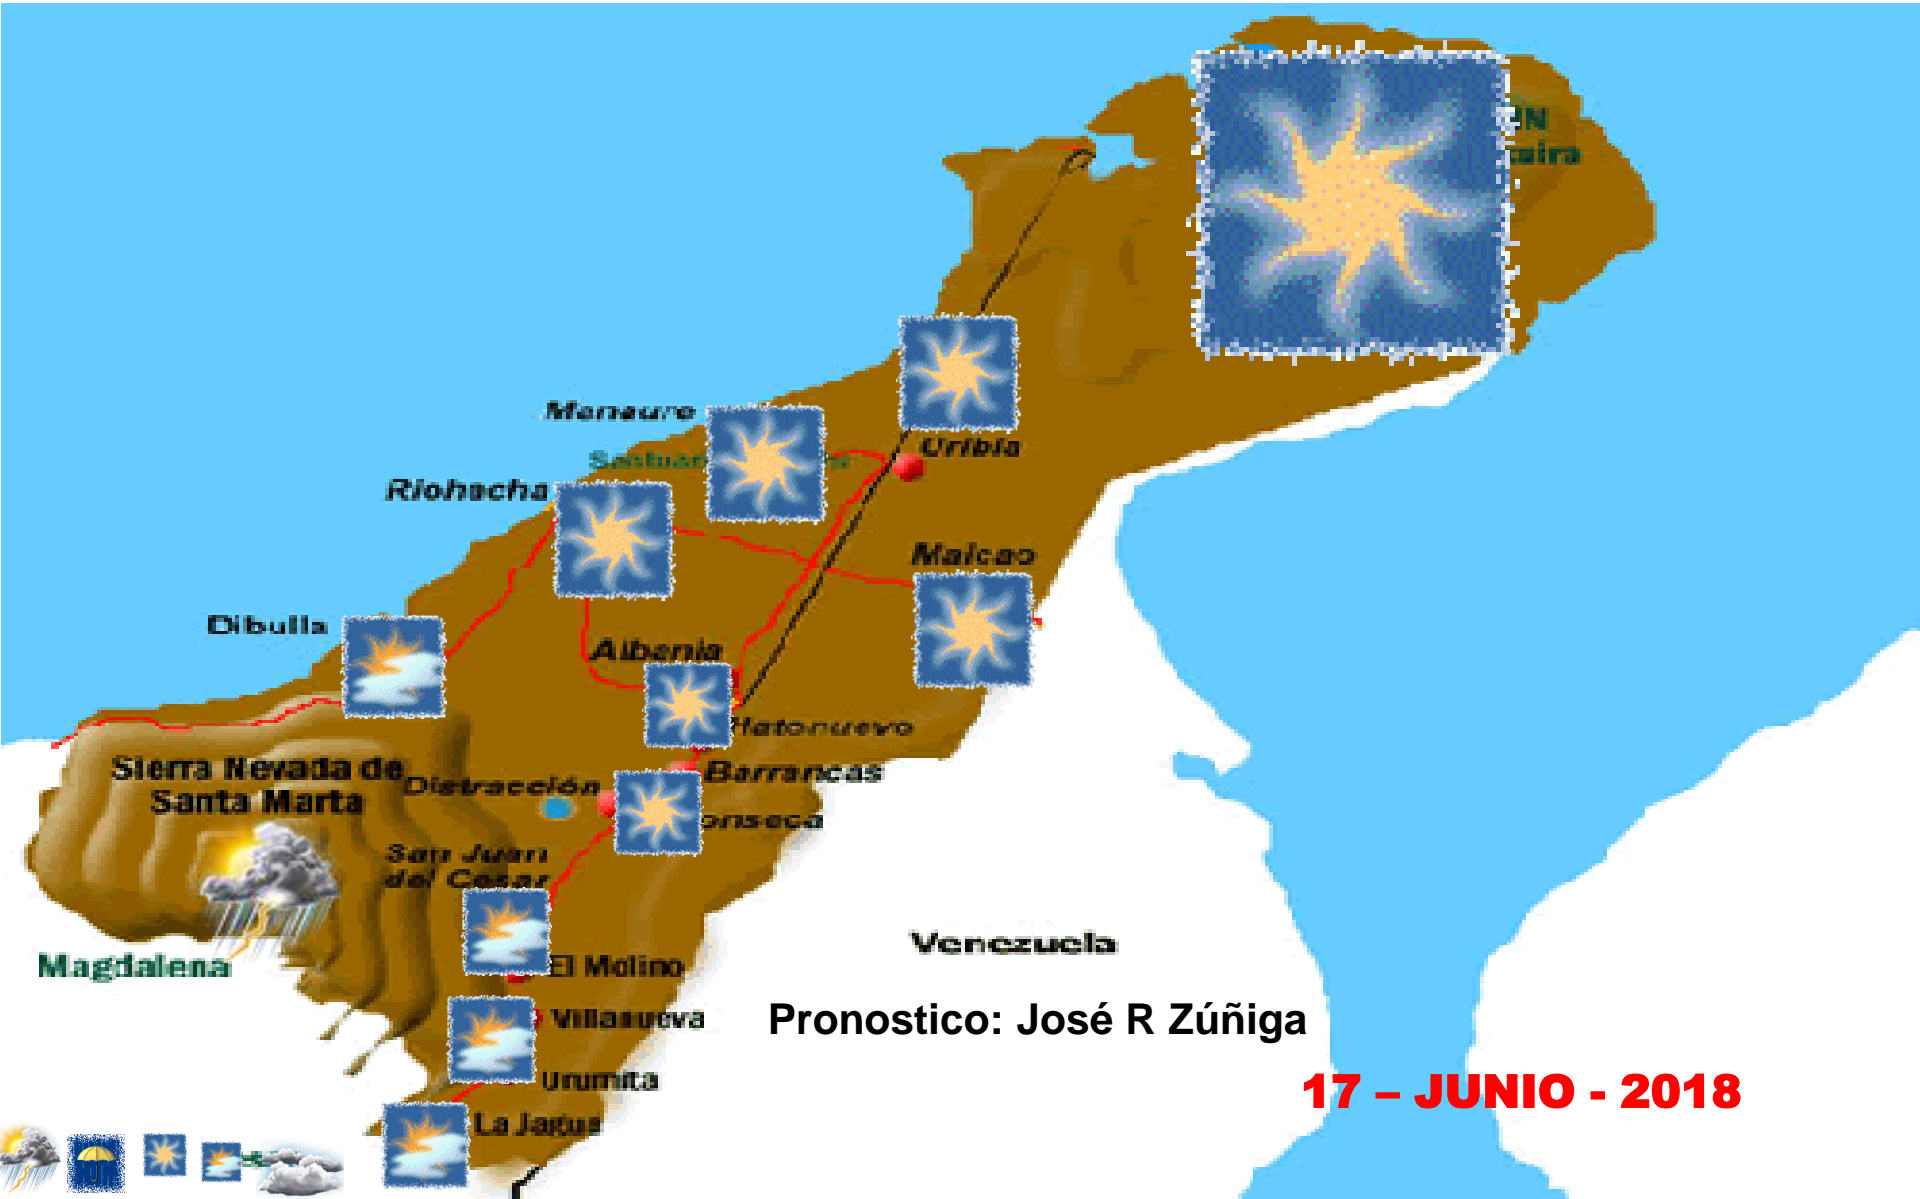 Manaure
Uribia
Riohacha
Maicao
Dibulla
Albania
Hatonuevo
Sierra Nevada de
Santa Marta
Distracción
Barrancas
onseca
San Juan
del Cesar
Venezuela
Magdalena
El Molino
Villanueva
Pronostico: José R Zúñiga
Urumita
17 – JUNIO - 2018
La Jagua